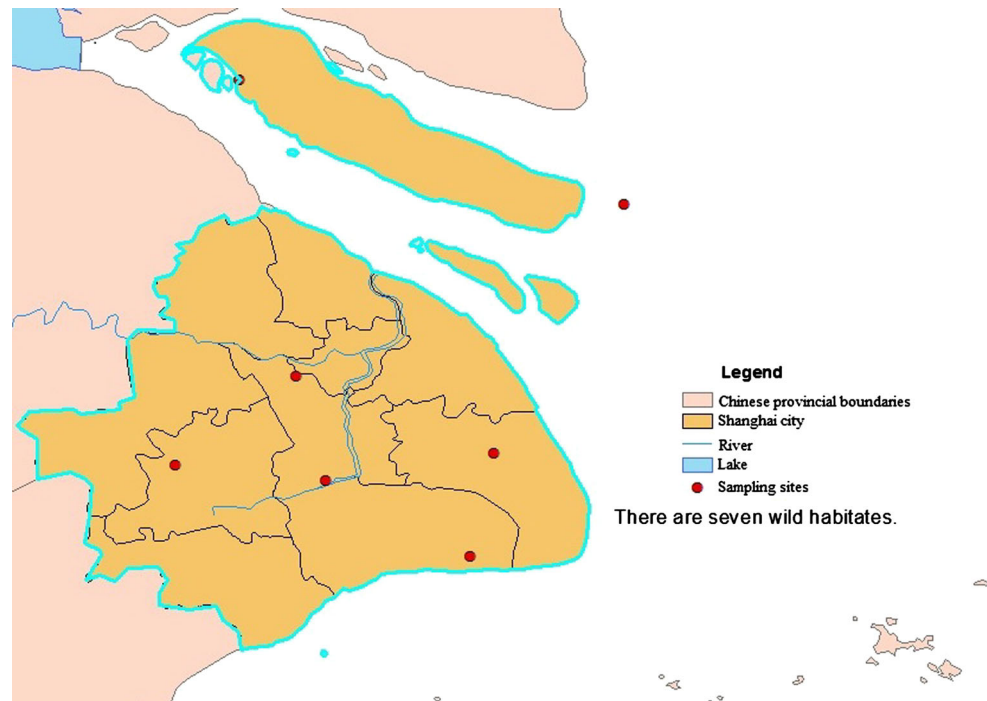 Legend
Chinese provincial boundaries
Shanghai city
River
Lake
Sampling sites
There are seven wild habitates.